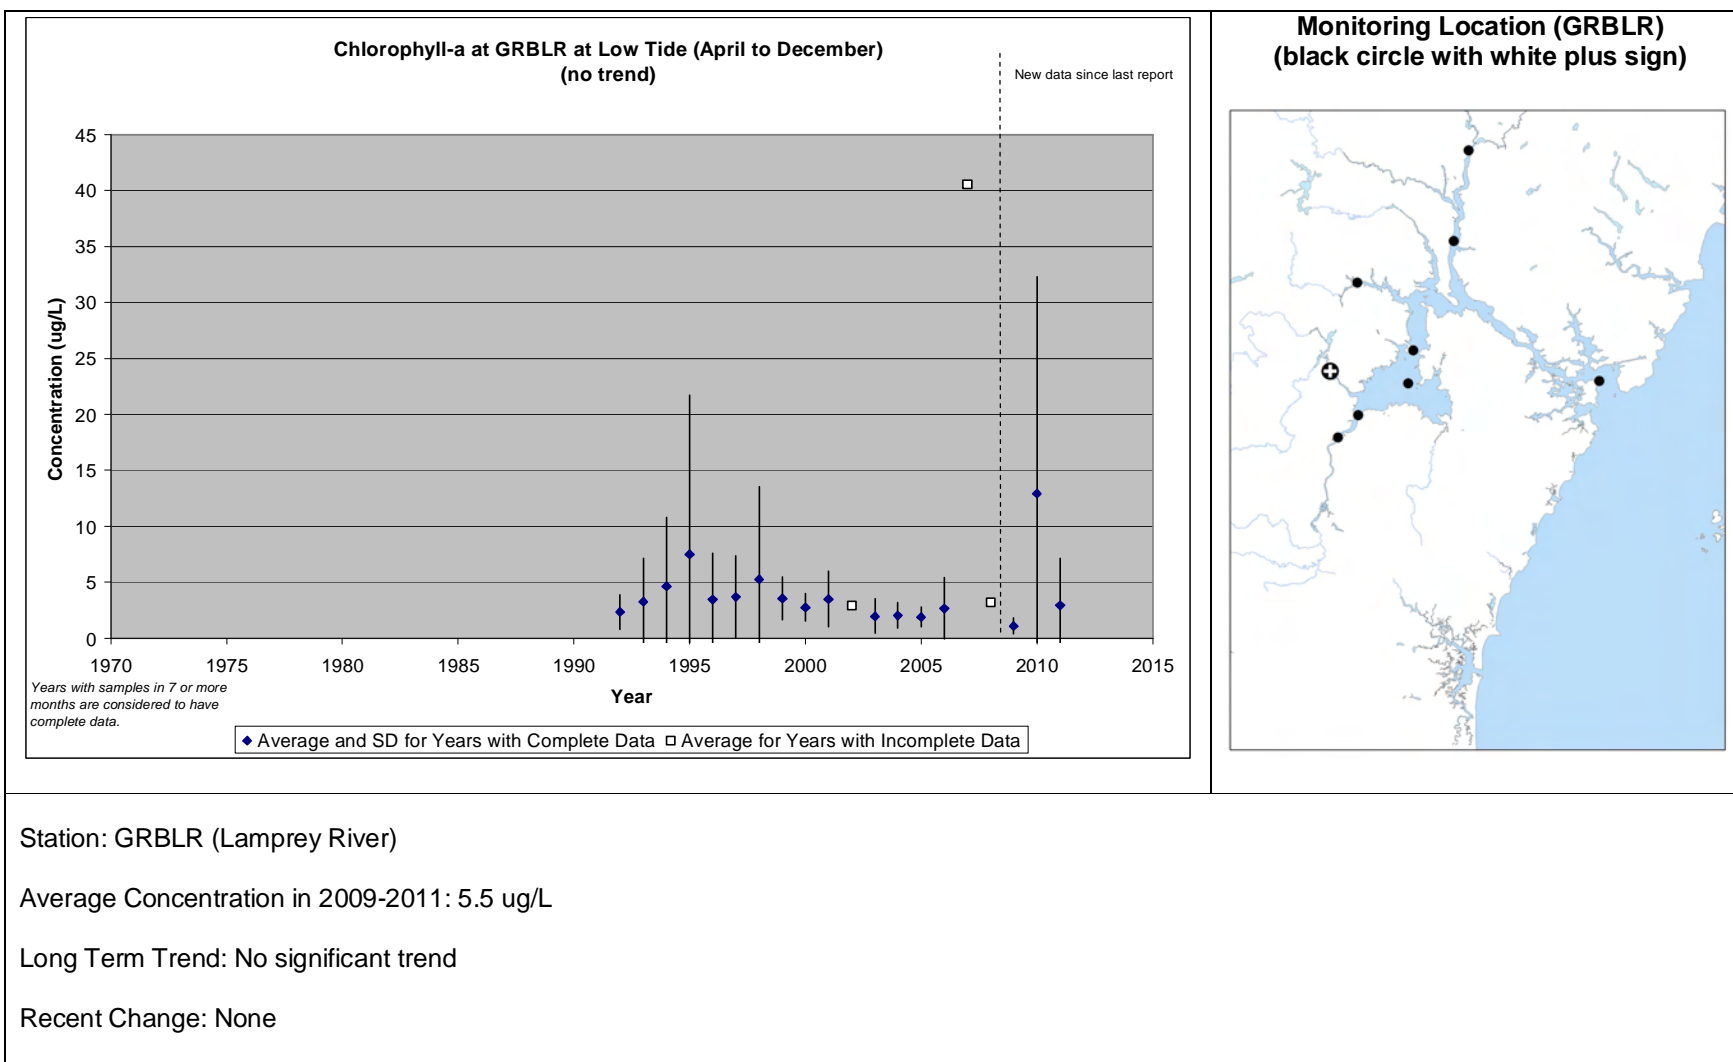 Chlorophyll-a at GRBLR at Low Tide (April to December)
(no trend)
New data since last report
45
40
35
30
25
20
15
10
5
0
Concentration (ug/L)
1970 1975 1980 1985 1990 1995 2000 2005 2010 2015
Year
Years with samples in 7 or more
months are considered to have
complete data.
Average and SD for Years with Complete Data Average for Years with Incomplete Data
Monitoring Location (GRBLR)
(black circle with white plus sign)
Station: GRBLR (Lamprey River)
Average Concentration in 2009-2011: 5.5 ug/L
Long Term Trend: No significant trend
Recent Change: None